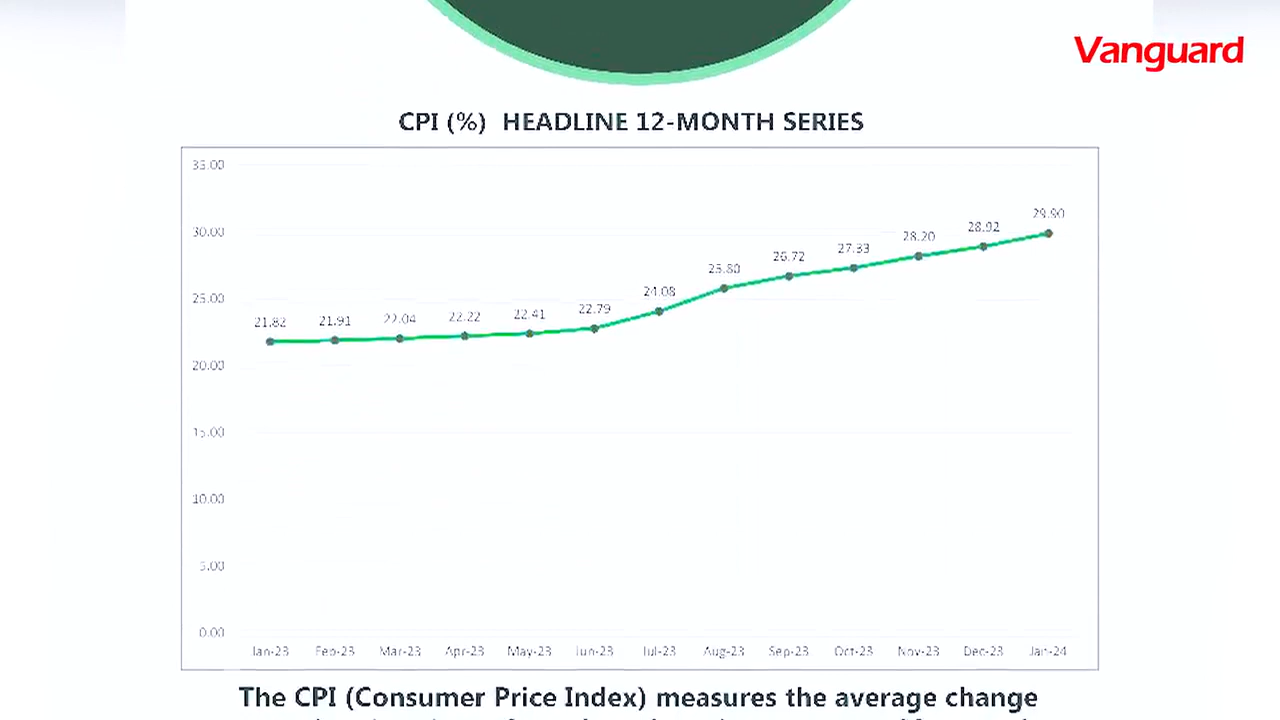 Vanguard
CPI (%) HEADLINE 12-MONTH SERIES
35.00
30.00
25.00
20.00
15.00
10.00
5.00
0.00
21.82 21.91 22.04 22.22 22.41 22.79 24.08 25.80 26.72 27.33 28.20 28.92 29.90
Jan-23 Feb-23 Mar-23 Apr-23 May-23 Jun-23 Jul-23 Aug-23 Sep-23 Oct-23 Nov-23 Dec-23 Jan-24
The CPI (Consumer Price Index) measures the average change